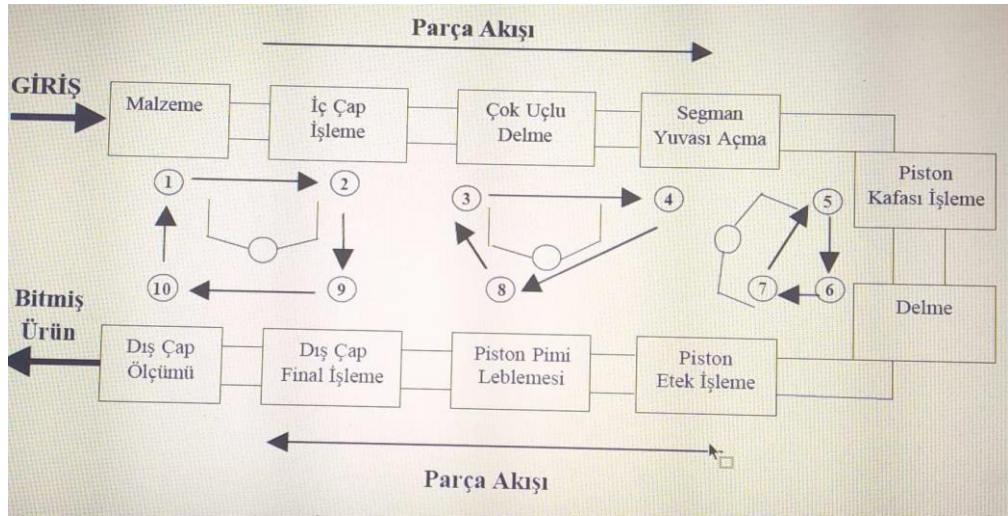 Parça Akışı
GİRİŞ
Malzeme
İç Çap
İşleme
Çok Uçlu
Delme
Segman
Yuvası Açma
Piston
Kafası İşleme
1
2
3
4
5
10
9
8
7
6
Bitmiş
Ürün
Delme
Dış Çap
Ölçümü
Dış Çap
Final İşleme
Piston Pimi
Leblemesi
Piston
Etek İşleme
Parça Akışı